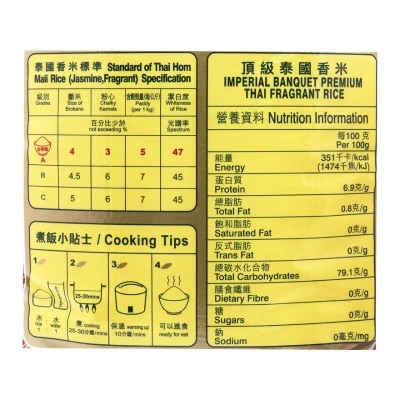 泰國香米標準 Standard of Thai Hom
Mali Rice (Jasmine,Fragrant) Specification
級別 Grades
斷米 Size of Brokens
粉心 Chalky Kernels
含穀數量(每公斤) Paddy (per 1 kg)
潔白度 Whiteness of Rice
百分比少於 not exceeding %
光譜率 Spectrum
A 4 3 5 47
B 4.5 6 7 45
C 5 6 7 45
煮飯小貼士 / Cooking Tips
1 2 3 4
25-30mins
米 : 水
rice : water
1 : 1
煮 cooking
25-30分鐘/mins
保溫 warming up
10分鐘/mins
可以進食
ready for eat
頂級泰國香米
IMPERIAL BANQUET PREMIUM
THAI FRAGRANT RICE
營養資料 Nutrition Information
每100 克
Per 100g
能量 351千卡/kcal
Energy (1474千焦/kJ)
蛋白質
Protein 6.9克/g
總脂肪
Total Fat 0.8克/g
飽和脂肪
Saturated Fat 0克/g
反式脂肪
Trans Fat 0克/g
總碳水化合物
Total Carbohydrates 79.1克/g
膳食纖維
Dietary Fibre 0克/g
糖
Sugars 0克/g
鈉
Sodium 0毫克/mg